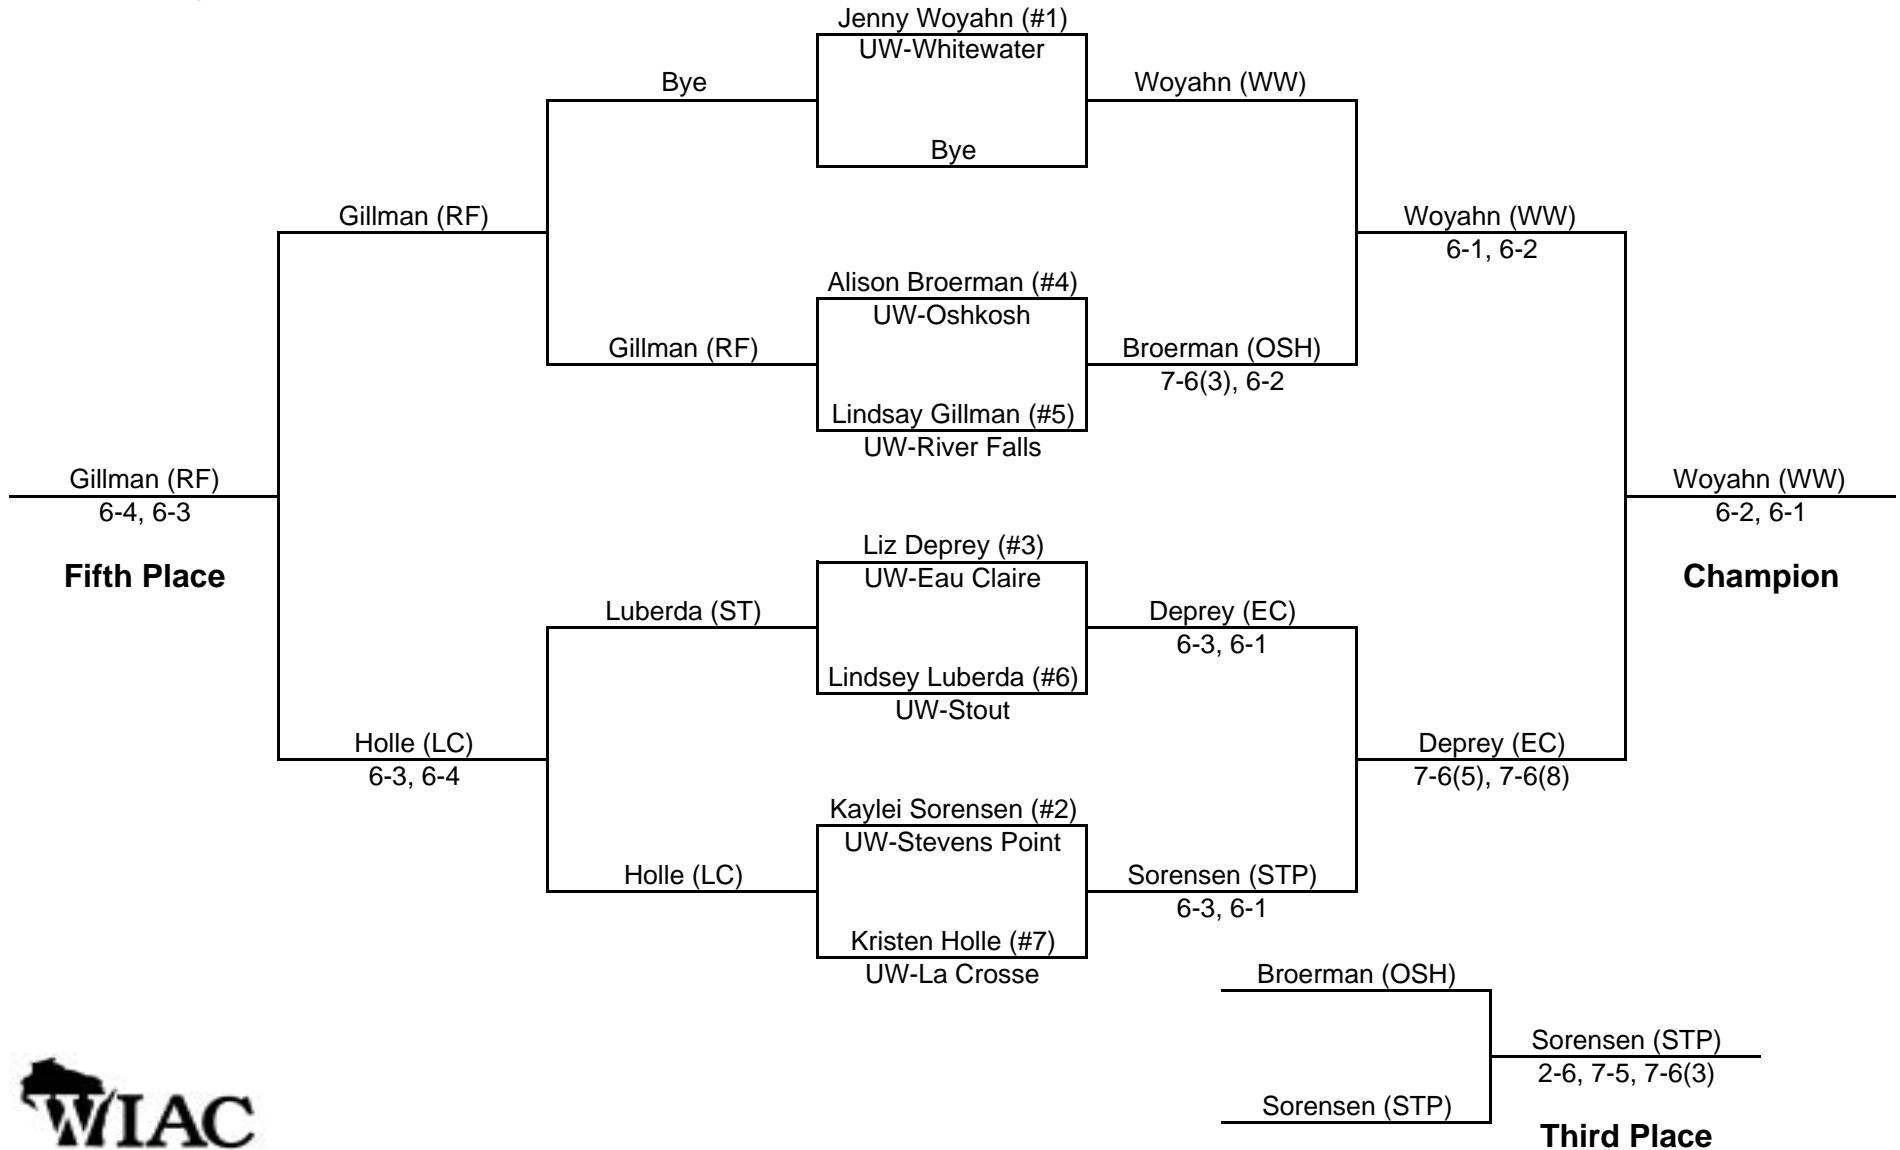 Jenny Woyahn (#1)
UW-Whitewater
Bye
Woyahn (WW)
Bye
Gillman (RF)
Woyahn (WW)
6-1, 6-2
Alison Broerman (#4)
UW-Oshkosh
Gillman (RF)
Broerman (OSH)
7-6(3), 6-2
Lindsay Gillman (#5)
UW-River Falls
Gillman (RF)
6-4, 6-3
Fifth Place
Woyahn (WW)
6-2, 6-1
Champion
Liz Deprey (#3)
UW-Eau Claire
Luberda (ST)
Deprey (EC)
6-3, 6-1
Lindsey Luberda (#6)
UW-Stout
Holle (LC)
6-3, 6-4
Deprey (EC)
7-6(5), 7-6(8)
Kaylei Sorensen (#2)
UW-Stevens Point
Holle (LC)
Sorensen (STP)
6-3, 6-1
Kristen Holle (#7)
UW-La Crosse
Broerman (OSH)
Sorensen (STP)
2-6, 7-5, 7-6(3)
Sorensen (STP)
Third Place
WIAC